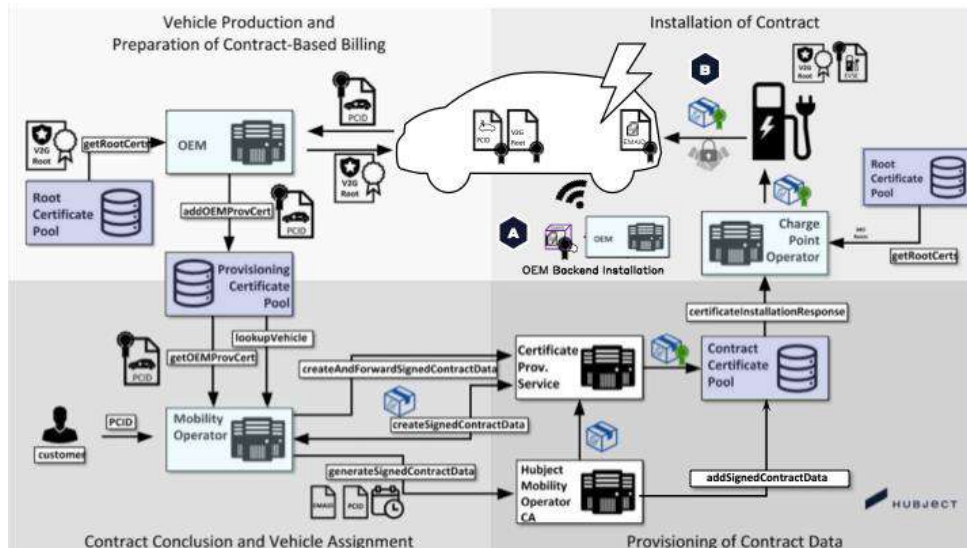 Vehicle Production and
Preparation of Contract-Based Billing
Installation of Contract
V2G
Root
getRootCerts
OEM
PCID
V2G
Root
Root
Certificate
Pool
addOEMProvCert
PCID
PCID
V2G
Root
EMAID
B
V2G
Root
EVSE
Root
Certificate
Pool
A
OEM
OEM Backend Installation
Charge
Point
Operator
getRootCerts
Provisioning
Certificate
Pool
certificateInstallationResponse
lookupVehicle
getOEMProvCert
PCID
createAndForwardSignedContractData
Certificate
Prov.
Service
Contract
Certificate
Pool
PCID
customer
Mobility
Operator
createSignedContractData
generateSignedContractData
EMAID
PCID
Hubject
Mobility
Operator
CA
addSignedContractData
HUBJECT
Contract Conclusion and Vehicle Assignment
Provisioning of Contract Data